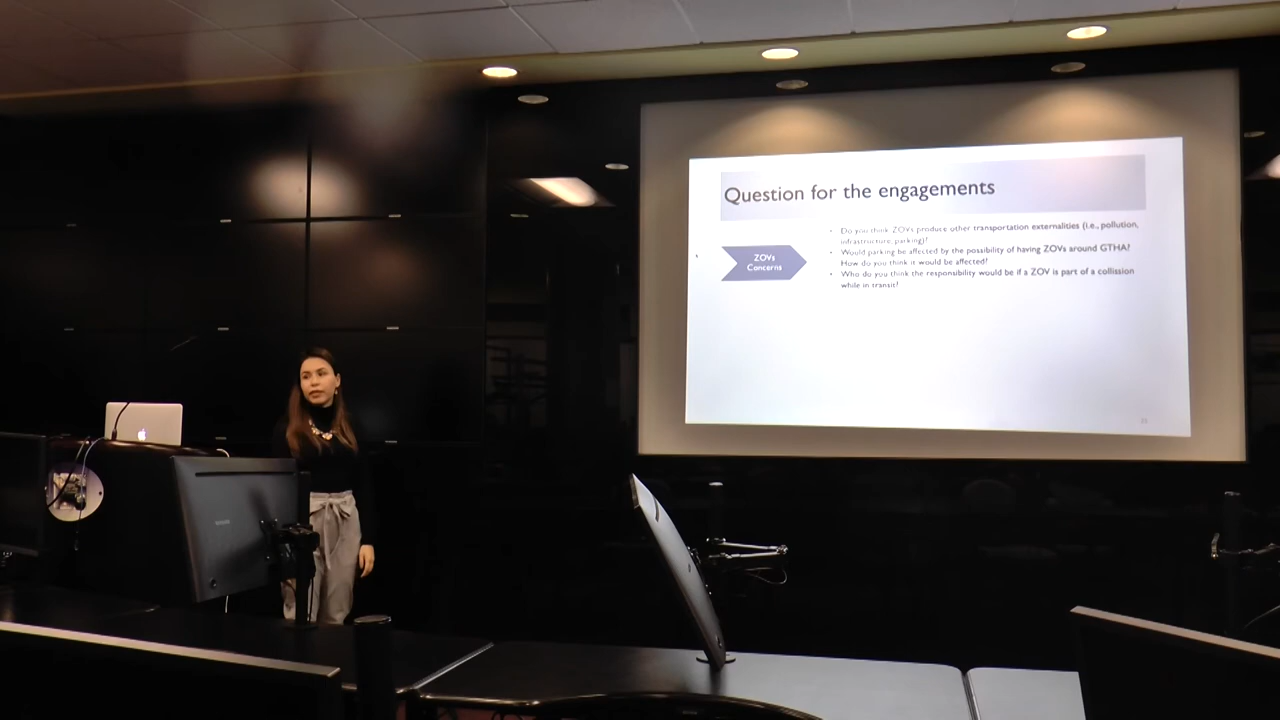 Question for the engagements
ZOVs
Concerns
• Do you think ZOVs produce other transportation externalities (i.e., pollution,
infrastructure, parking)?
• Would parking be affected by the possibility of having ZOVs around GTHA?
How do you think it would be affected?
• Who do you think the responsibility would be if a ZOV is part of a collission
while in transit?